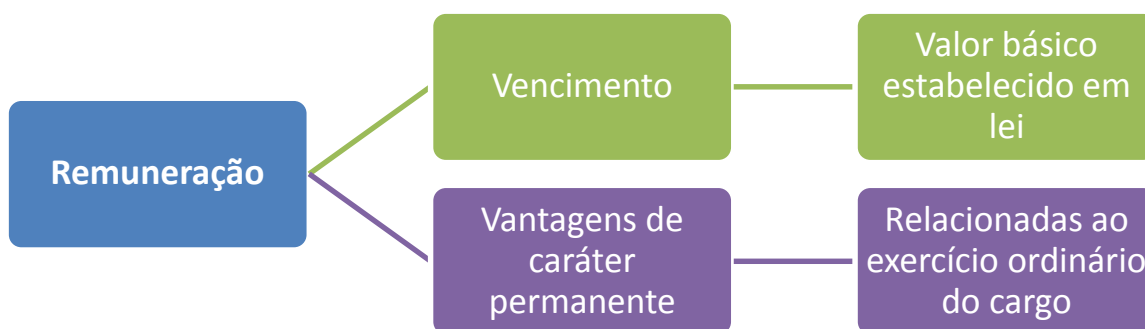 Remuneração
Vencimento
Valor básico
estabelecido em
lei
Vantagens de
caráter
permanente
Relacionadas ao
exercício ordinário
do cargo